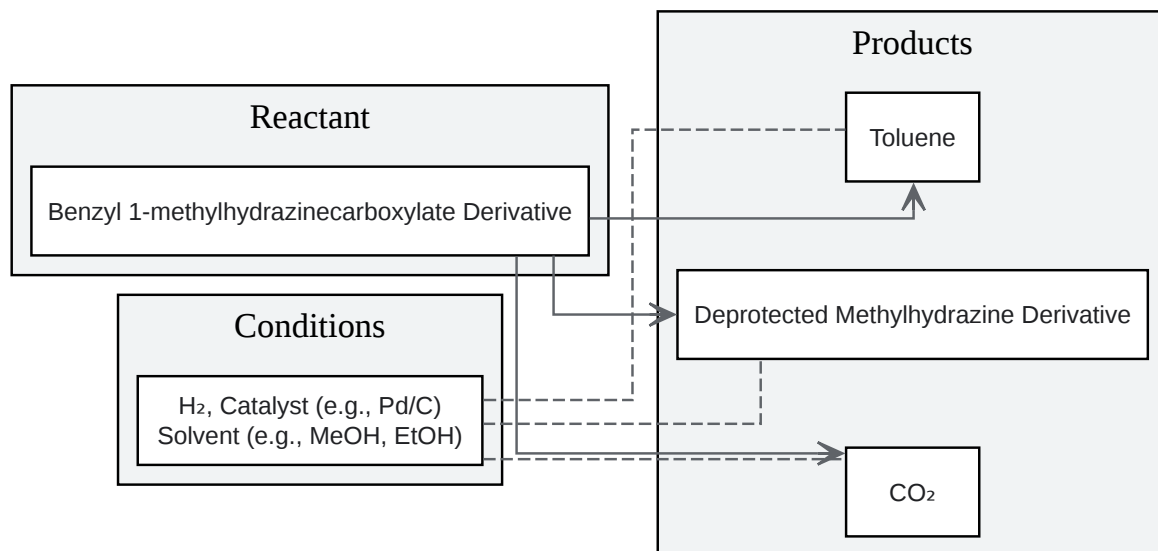 Reactant
Benzyl 1-methylhydrazinecarboxylate Derivative
Conditions
H₂, Catalyst (e.g., Pd/C)
Solvent (e.g., MeOH, EtOH)
Products
Toluene
Deprotected Methylhydrazine Derivative
CO₂